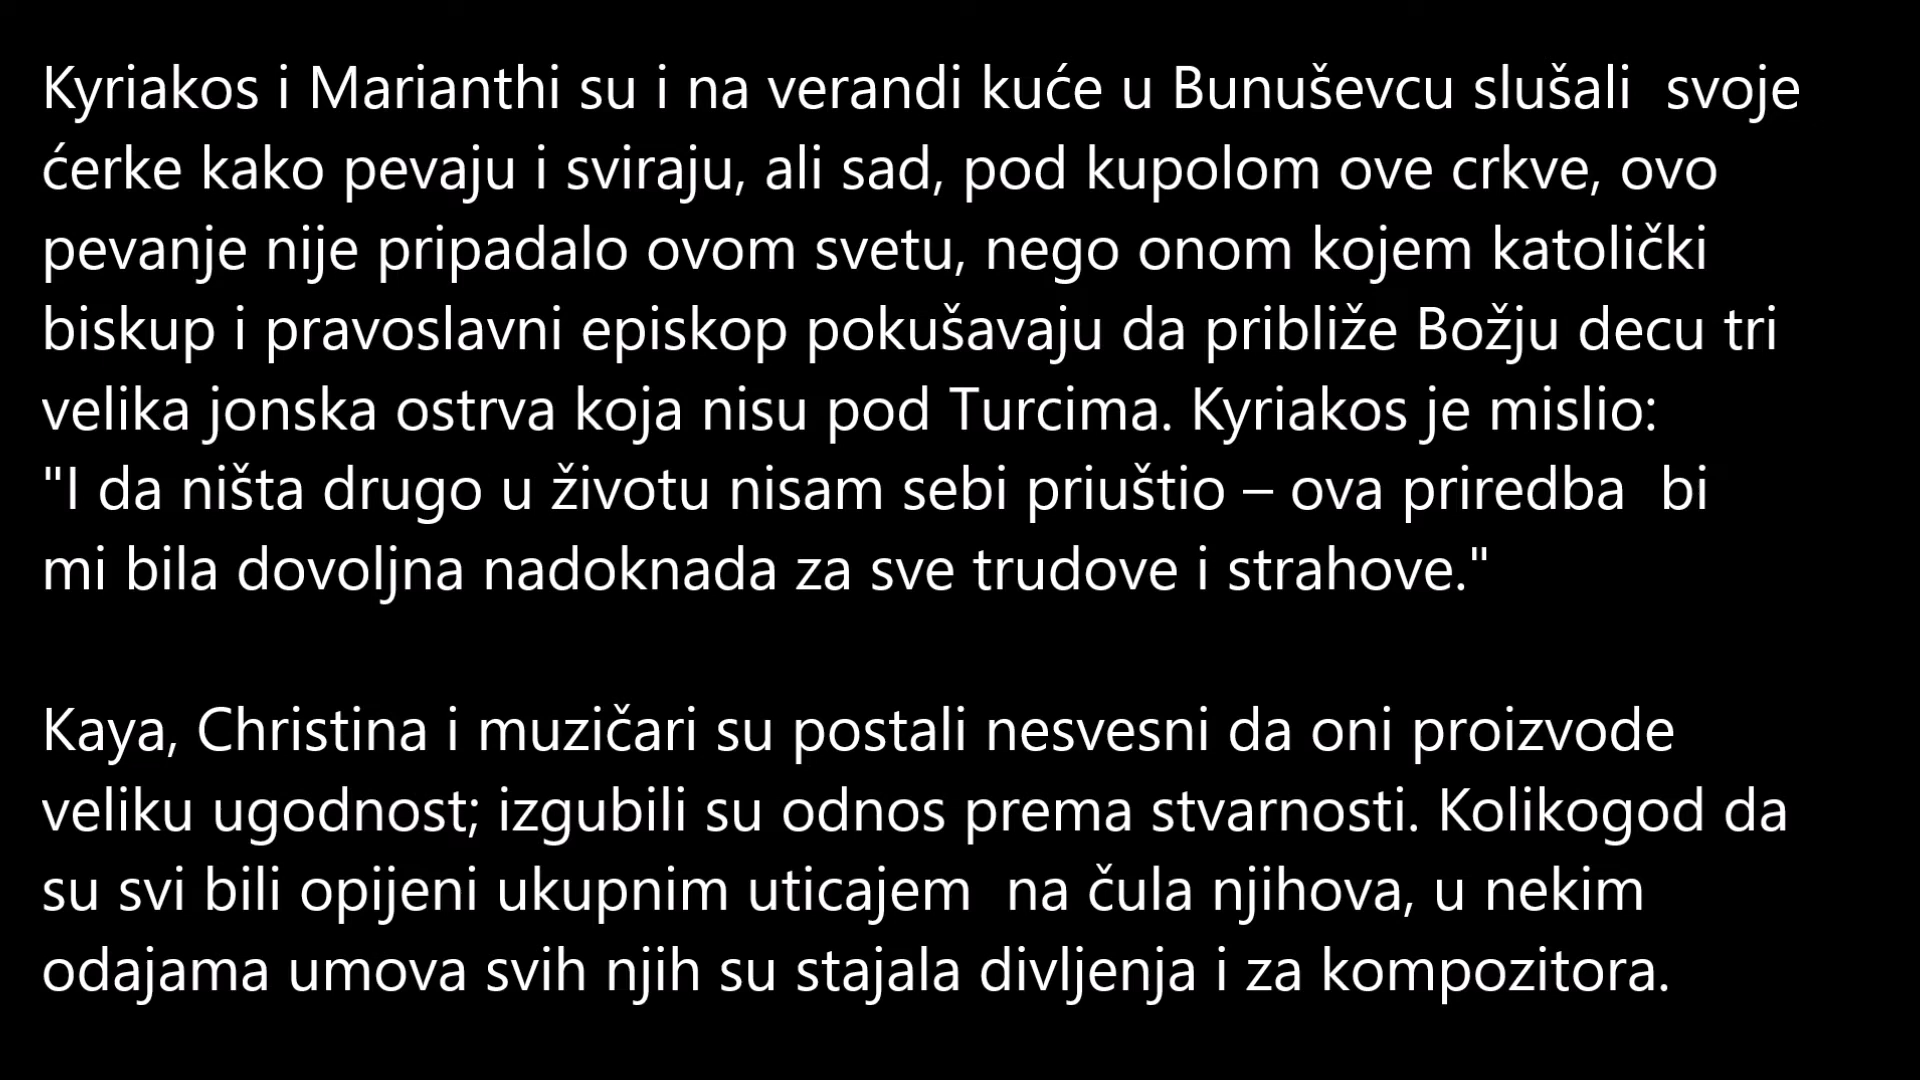 Kyriakos i Marianthi su i na verandi kuće u Bunuševcu slušali  svoje
ćerke kako pevaju i sviraju, ali sad, pod kupolom ove crkve, ovo
pevanje nije pripadalo ovom svetu, nego onom kojem katolički
biskup i pravoslavni episkop pokušavaju da približe Božju decu tri
velika jonska ostrva koja nisu pod Turcima. Kyriakos je mislio:
"I da ništa drugo u životu nisam sebi priuštio – ova priredba  bi
mi bila dovoljna nadoknada za sve trudove i strahove."

Kaya, Christina i muzičari su postali nesvesni da oni proizvode
veliku ugodnost; izgubili su odnos prema stvarnosti. Kolikogod da
su svi bili opijeni ukupnim uticajem  na čula njihova, u nekim
odajama umova svih njih su stajala divljenja i za kompozitora.